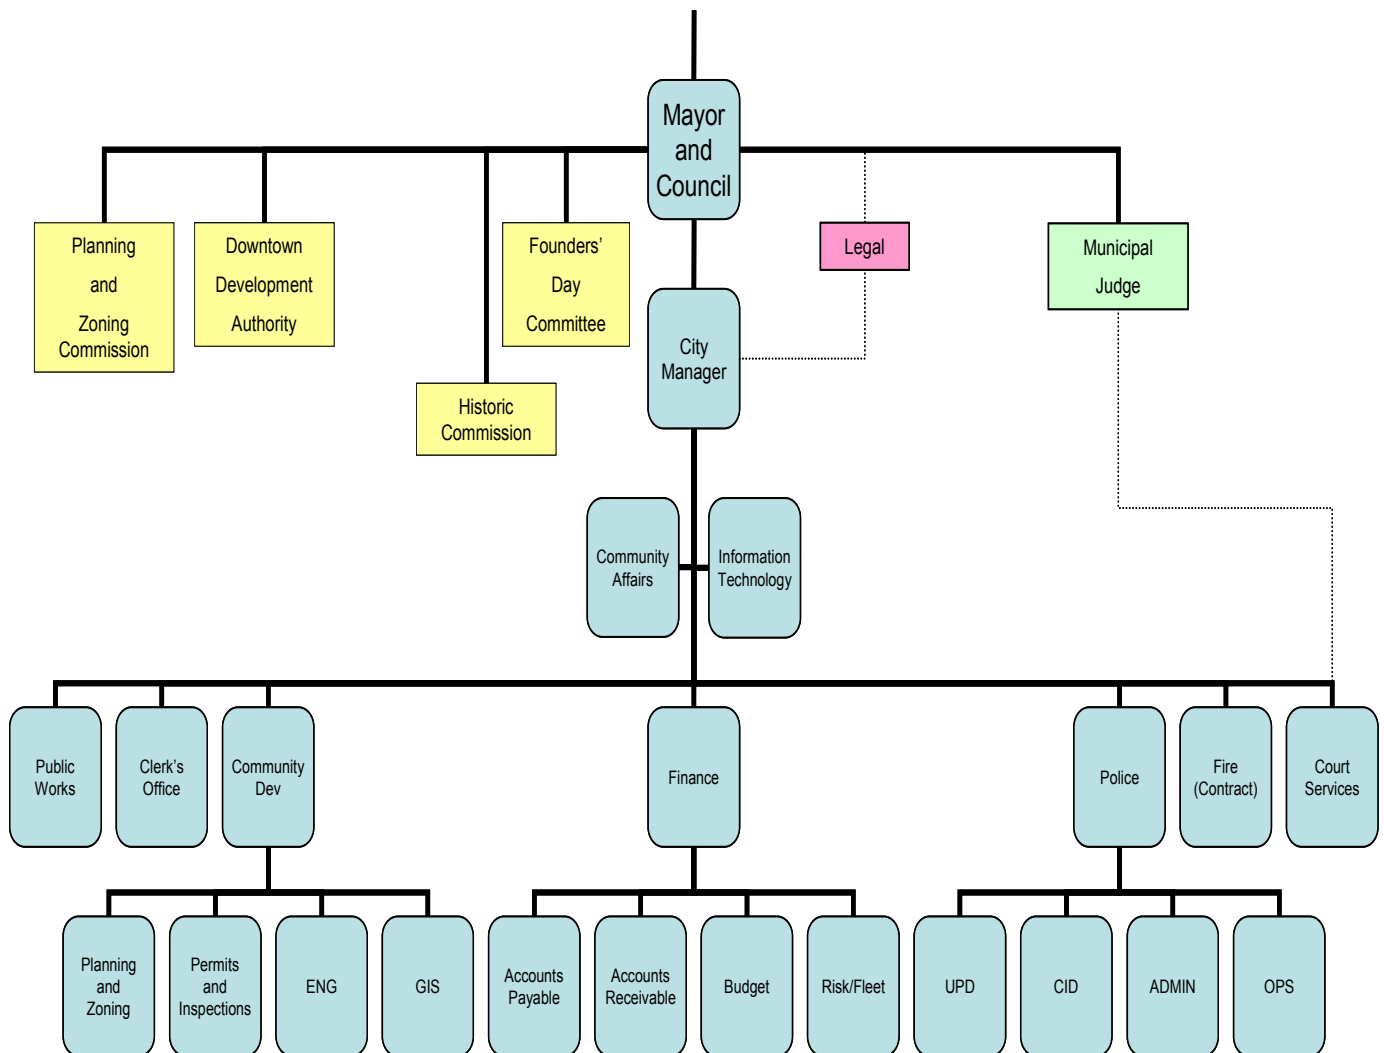 Mayor
and
Council
Planning
and
Zoning
Commission
Downtown
Development
Authority
Founders’
Day
Committee
Legal
Municipal
Judge
City
Manager
Historic
Commission
Community
Affairs
Information
Technology
Public
Works
Clerk’s
Office
Community
Dev
Finance
Police
Fire
(Contract)
Court
Services
Planning
and
Zoning
Permits
and
Inspections
ENG
GIS
Accounts
Payable
Accounts
Receivable
Budget
Risk/Fleet
UPD
CID
ADMIN
OPS